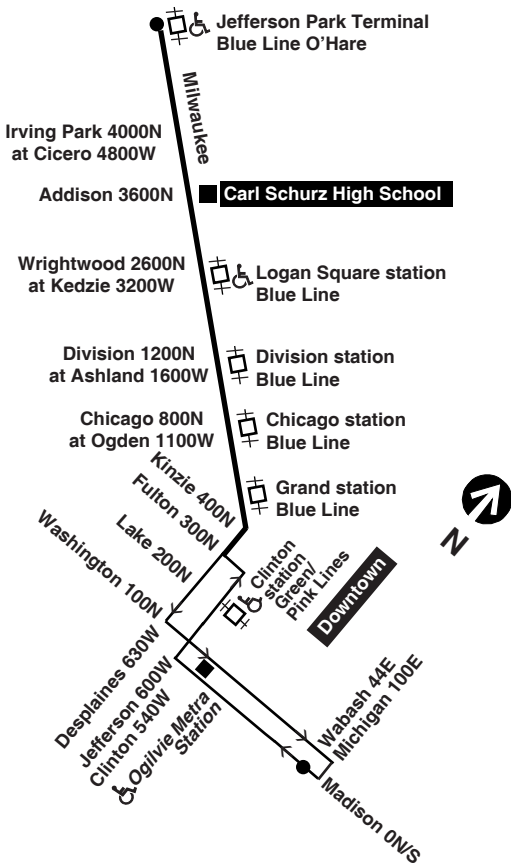 Jefferson Park Terminal
Blue Line O’Hare
Milwaukee
Irving Park 4000N
at Cicero 4800W
Addison 3600N
Carl Schurz High School
Wrightwood 2600N
at Kedzie 3200W
Logan Square station
Blue Line
Division 1200N
at Ashland 1600W
Division station
Blue Line
Chicago 800N
at Ogden 1100W
Chicago station
Blue Line
Kinzie 400N
Grand station
Blue Line
Fulton 300N
Lake 200N
Washington 100N
Clinton
station
Green/
Pink Lines
Downtown
N
Desplaines 630W
Jefferson 600W
Clinton 540W
Ogilvie Metra
Station
Wabash 44E
Michigan 100E
Madison 0N/S